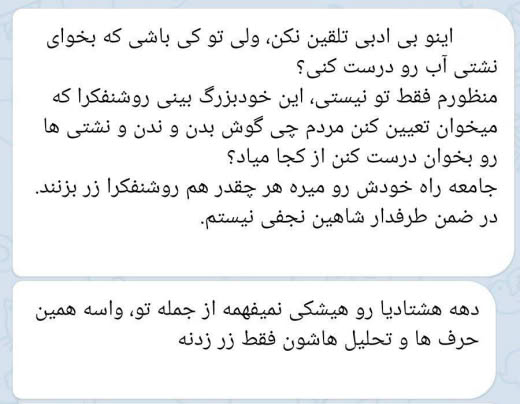 اینو بی ادبی تلقین نکن، ولی تو کی باشی که بخوای
نشتی آب رو درست کنی؟
منظورم فقط تو نیستی، این خودبزرگ بینی روشنفکرا که
میخوان تعیین کنن مردم چی گوش بدن و ندن و نشتی ها
رو بخوان درست کنن از کجا میاد؟
جامعه راه خودش رو میره هر چقدر هم روشنفکرا زر بزنند.
در ضمن طرفدار شاهین نجفی نیستم.
دهه هشتادیا رو هیشکی نمیفهمه از جمله تو، واسه همین
حرف ها و تحلیل هاشون فقط زر زدنه